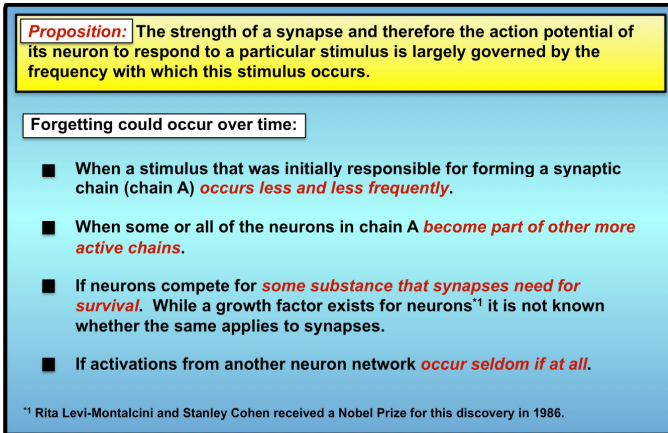 Proposition: The strength of a synapse and therefore the action potential of
its neuron to respond to a particular stimulus is largely governed by the
frequency with which this stimulus occurs.
Forgetting could occur over time:
■ When a stimulus that was initially responsible for forming a synaptic
chain (chain A) occurs less and less frequently.
■ When some or all of the neurons in chain A become part of other more
active chains.
■ If neurons compete for some substance that synapses need for
survival. While a growth factor exists for neurons*1 it is not known
whether the same applies to synapses.
■ If activations from another neuron network occur seldom if at all.
*1 Rita Levi-Montalcini and Stanley Cohen received a Nobel Prize for this discovery in 1986.